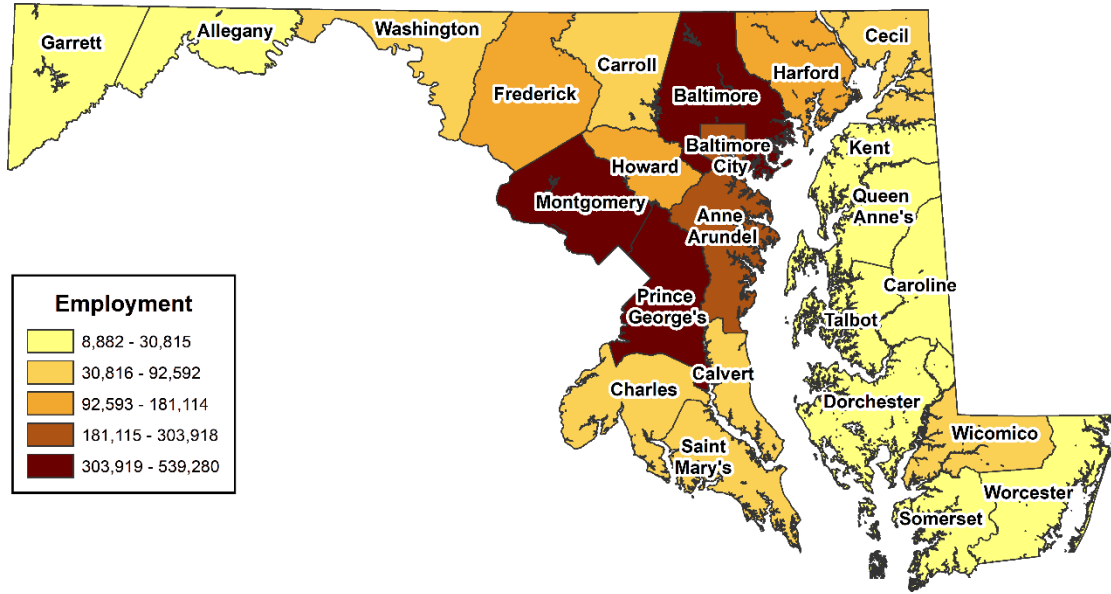 Garrett
Allegany
Washington
Frederick
Carroll
Baltimore
Harford
Cecil
Baltimore
City
Howard
Montgomery
Anne
Arundel
Kent
Queen
Anne's
Caroline
Talbot
Prince
George's
Calvert
Charles
Saint
Mary's
Dorchester
Wicomico
Worcester
Somerset
Employment
8,882 - 30,815
30,816 - 92,592
92,593 - 181,114
181,115 - 303,918
303,919 - 539,280